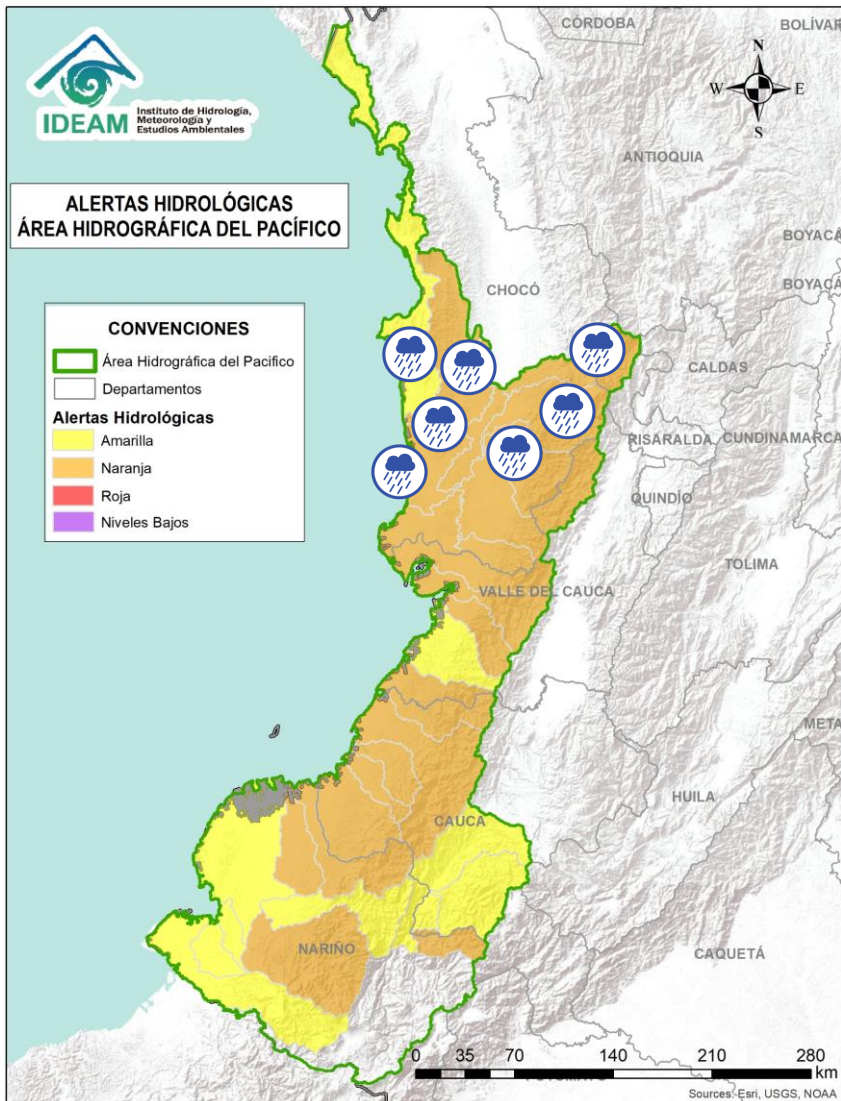 CÓRDOBA
BOLÍVAR
N
W E
S
IDEAM
Instituto de Hidrología,
Meteorología y
Estudios Ambientales
ANTIOQUIA
ALERTAS HIDROLÓGICAS
ÁREA HIDROGRÁFICA DEL PACÍFICO
BOYACÁ
BOYACÁ
CHOCÓ
CONVENCIONES
Área Hidrográfica del Pacifico
Departamentos
Alertas Hidrológicas
Amarilla
Naranja
Roja
Niveles Bajos
CALDAS
RISARALDA
CUNDINAMARCA
QUINDÍO
TOLIMA
VALLE DEL CAUCA
META
HUILA
CAUCA
NARIÑO
CAQUETÁ
0 35 70 140 210 280
km
Sources: Esri, USGS, NOAA